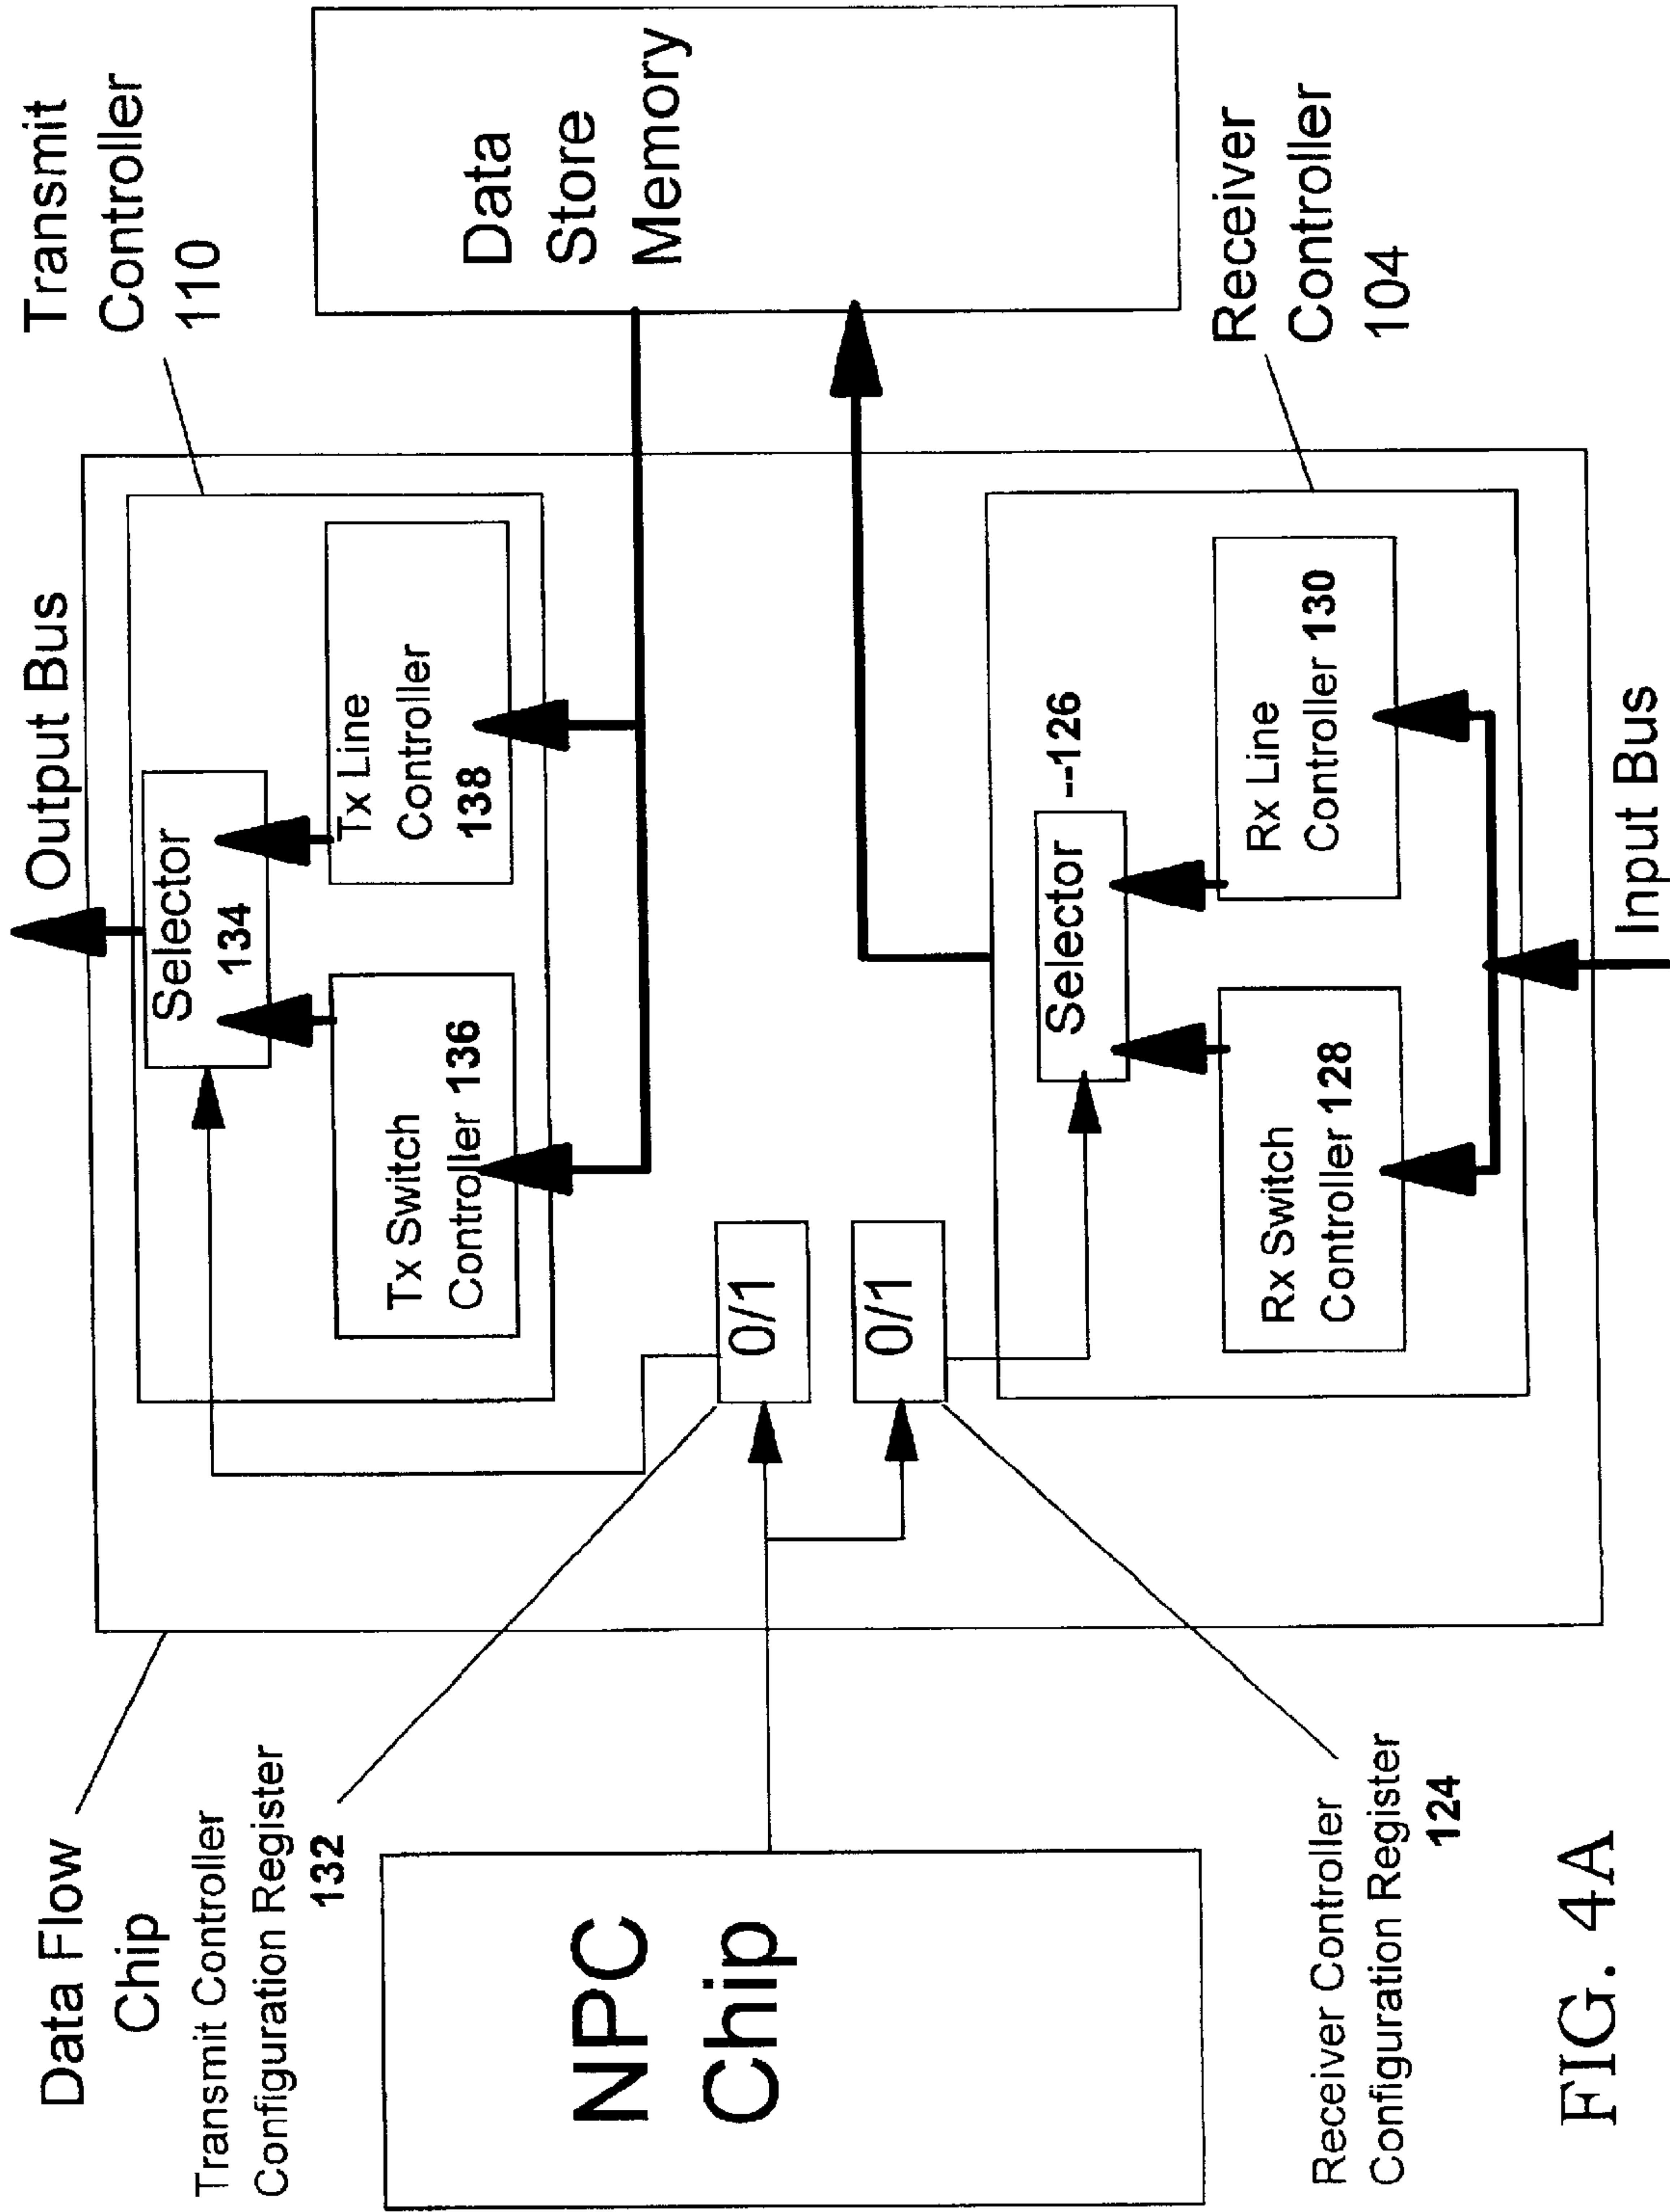 Data Flow
Chip
Transmit Controller
Configuration Register
132
NPC
Chip
Receiver Controller
Configuration Register
124
Output Bus
Transmit
Controller
110
Selector
134
Tx Switch
Controller 136
Tx Line
Controller
138
0/1
0/1
Data
Store
Memory
Selector --126
Rx Switch
Controller 128
Rx Line
Controller 130
Receiver
Controller
104
Input Bus
FIG. 4A